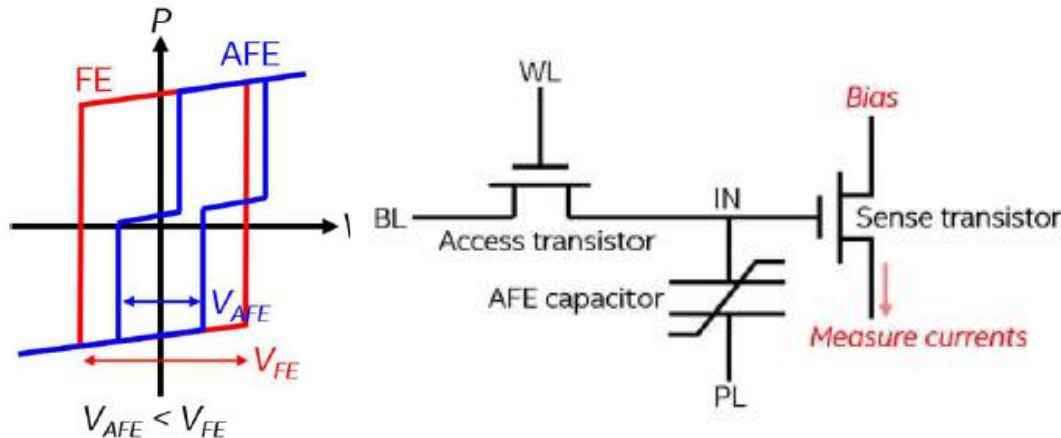 P
FE
AFE
V_AFE
V_FE
V_AFE < V_FE
WL
Bias
BL
IN
Access transistor
Sense transistor
AFE capacitor
Measure currents
PL